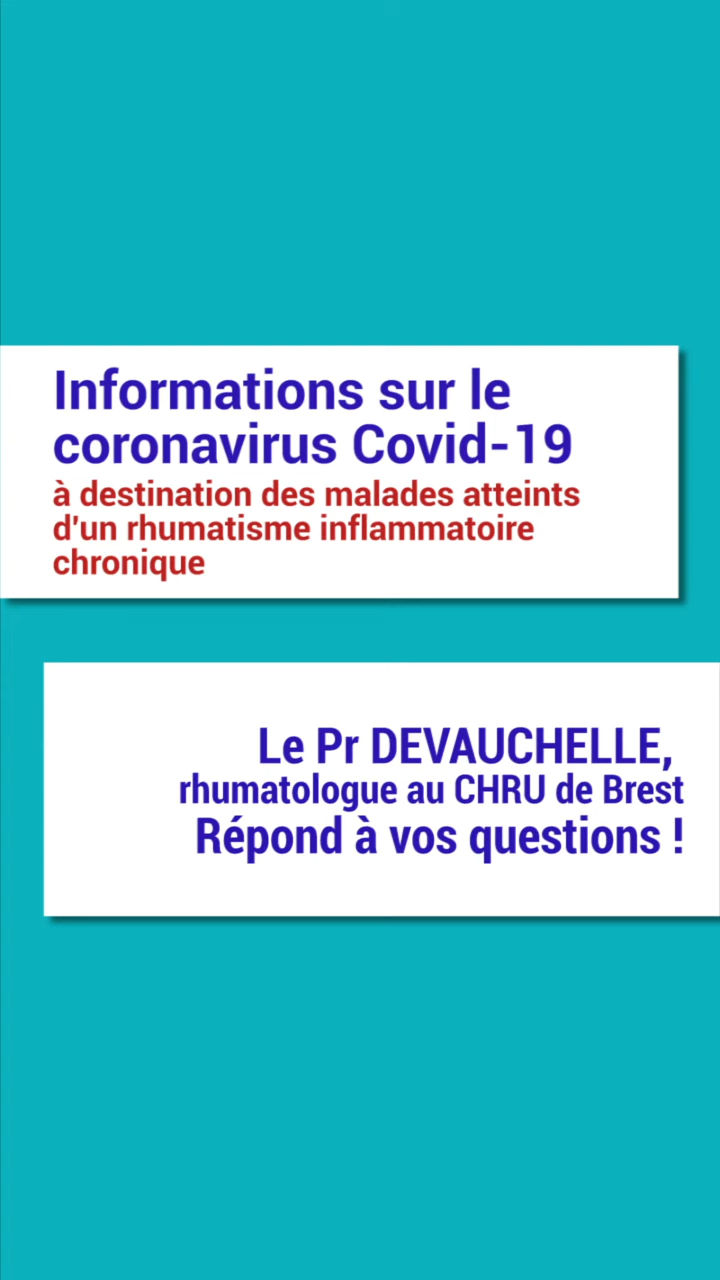 Informations sur le
coronavirus Covid-19
à destination des malades atteints
d'un rhumatisme inflammatoire
chronique
Le Pr DEVAUCHELLE,
rhumatologue au CHRU de Brest
Répond à vos questions !